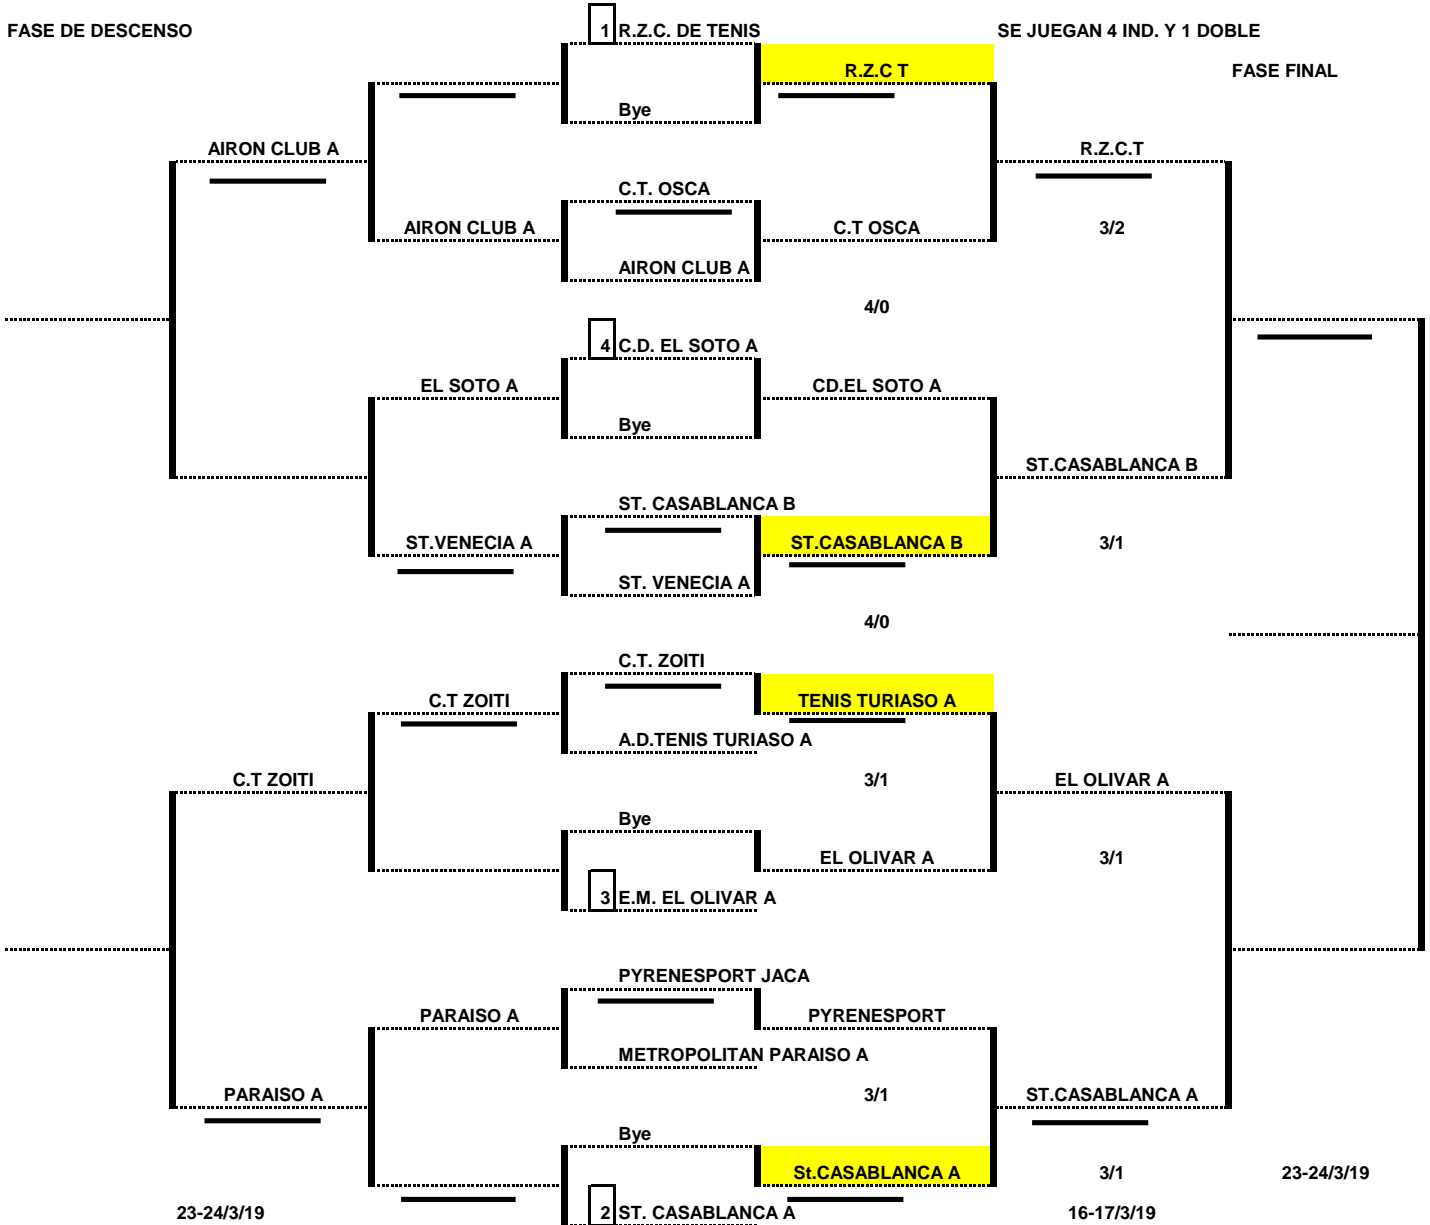 FASE DE DESCENSO
1 R.Z.C. DE TENIS
SE JUEGAN 4 IND. Y 1 DOBLE
R.Z.C T
FASE FINAL
Bye
AIRON CLUB A
R.Z.C.T
C.T. OSCA
AIRON CLUB A
C.T OSCA
3/2
AIRON CLUB A
4/0
4 C.D. EL SOTO A
EL SOTO A
CD.EL SOTO A
Bye
ST.CASABLANCA B
ST. CASABLANCA B
ST.VENECIA A
ST.CASABLANCA B
3/1
ST. VENECIA A
4/0
C.T. ZOITI
C.T ZOITI
TENIS TURIASO A
A.D.TENIS TURIASO A
C.T ZOITI
3/1
EL OLIVAR A
Bye
EL OLIVAR A
3/1
3 E.M. EL OLIVAR A
PYRENESPORT JACA
PARAISO A
PYRENESPORT
METROPOLITAN PARAISO A
PARAISO A
3/1
ST.CASABLANCA A
Bye
St.CASABLANCA A
3/1
23-24/3/19
23-24/3/19
2 ST. CASABLANCA A
16-17/3/19